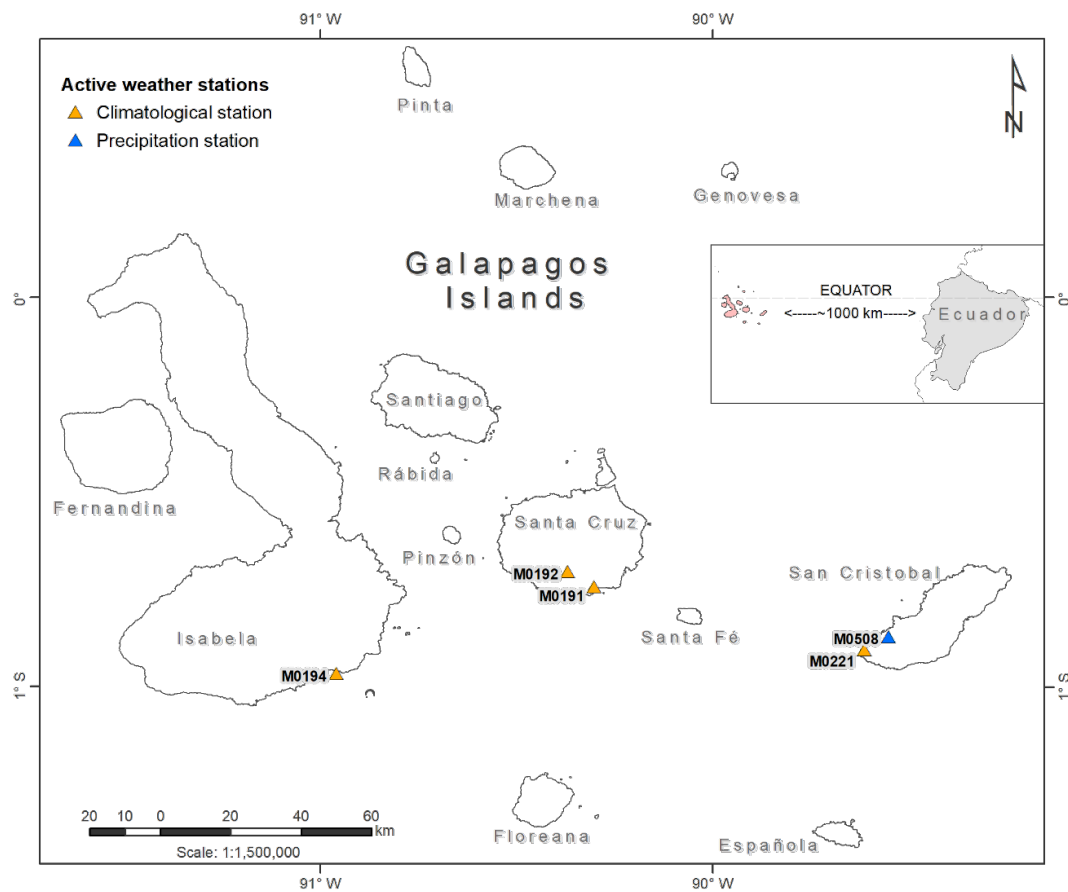 91° W
90° W
Active weather stations
Climatological station
Precipitation station
N
Pinta
Marchena
Genovesa
Galapagos
Islands
0°
0°
EQUATOR
<-----~1000 km----->
Ecuador
Santiago
Rábida
Fernandina
Santa Cruz
Pinzón
M0192
M0191
San Cristobal
Isabela
Santa Fé
M0508
M0221
M0194
1° S
1° S
20 10 0 20 40 60
km
Scale: 1:1,500,000
Floreana
Española
91° W
90° W